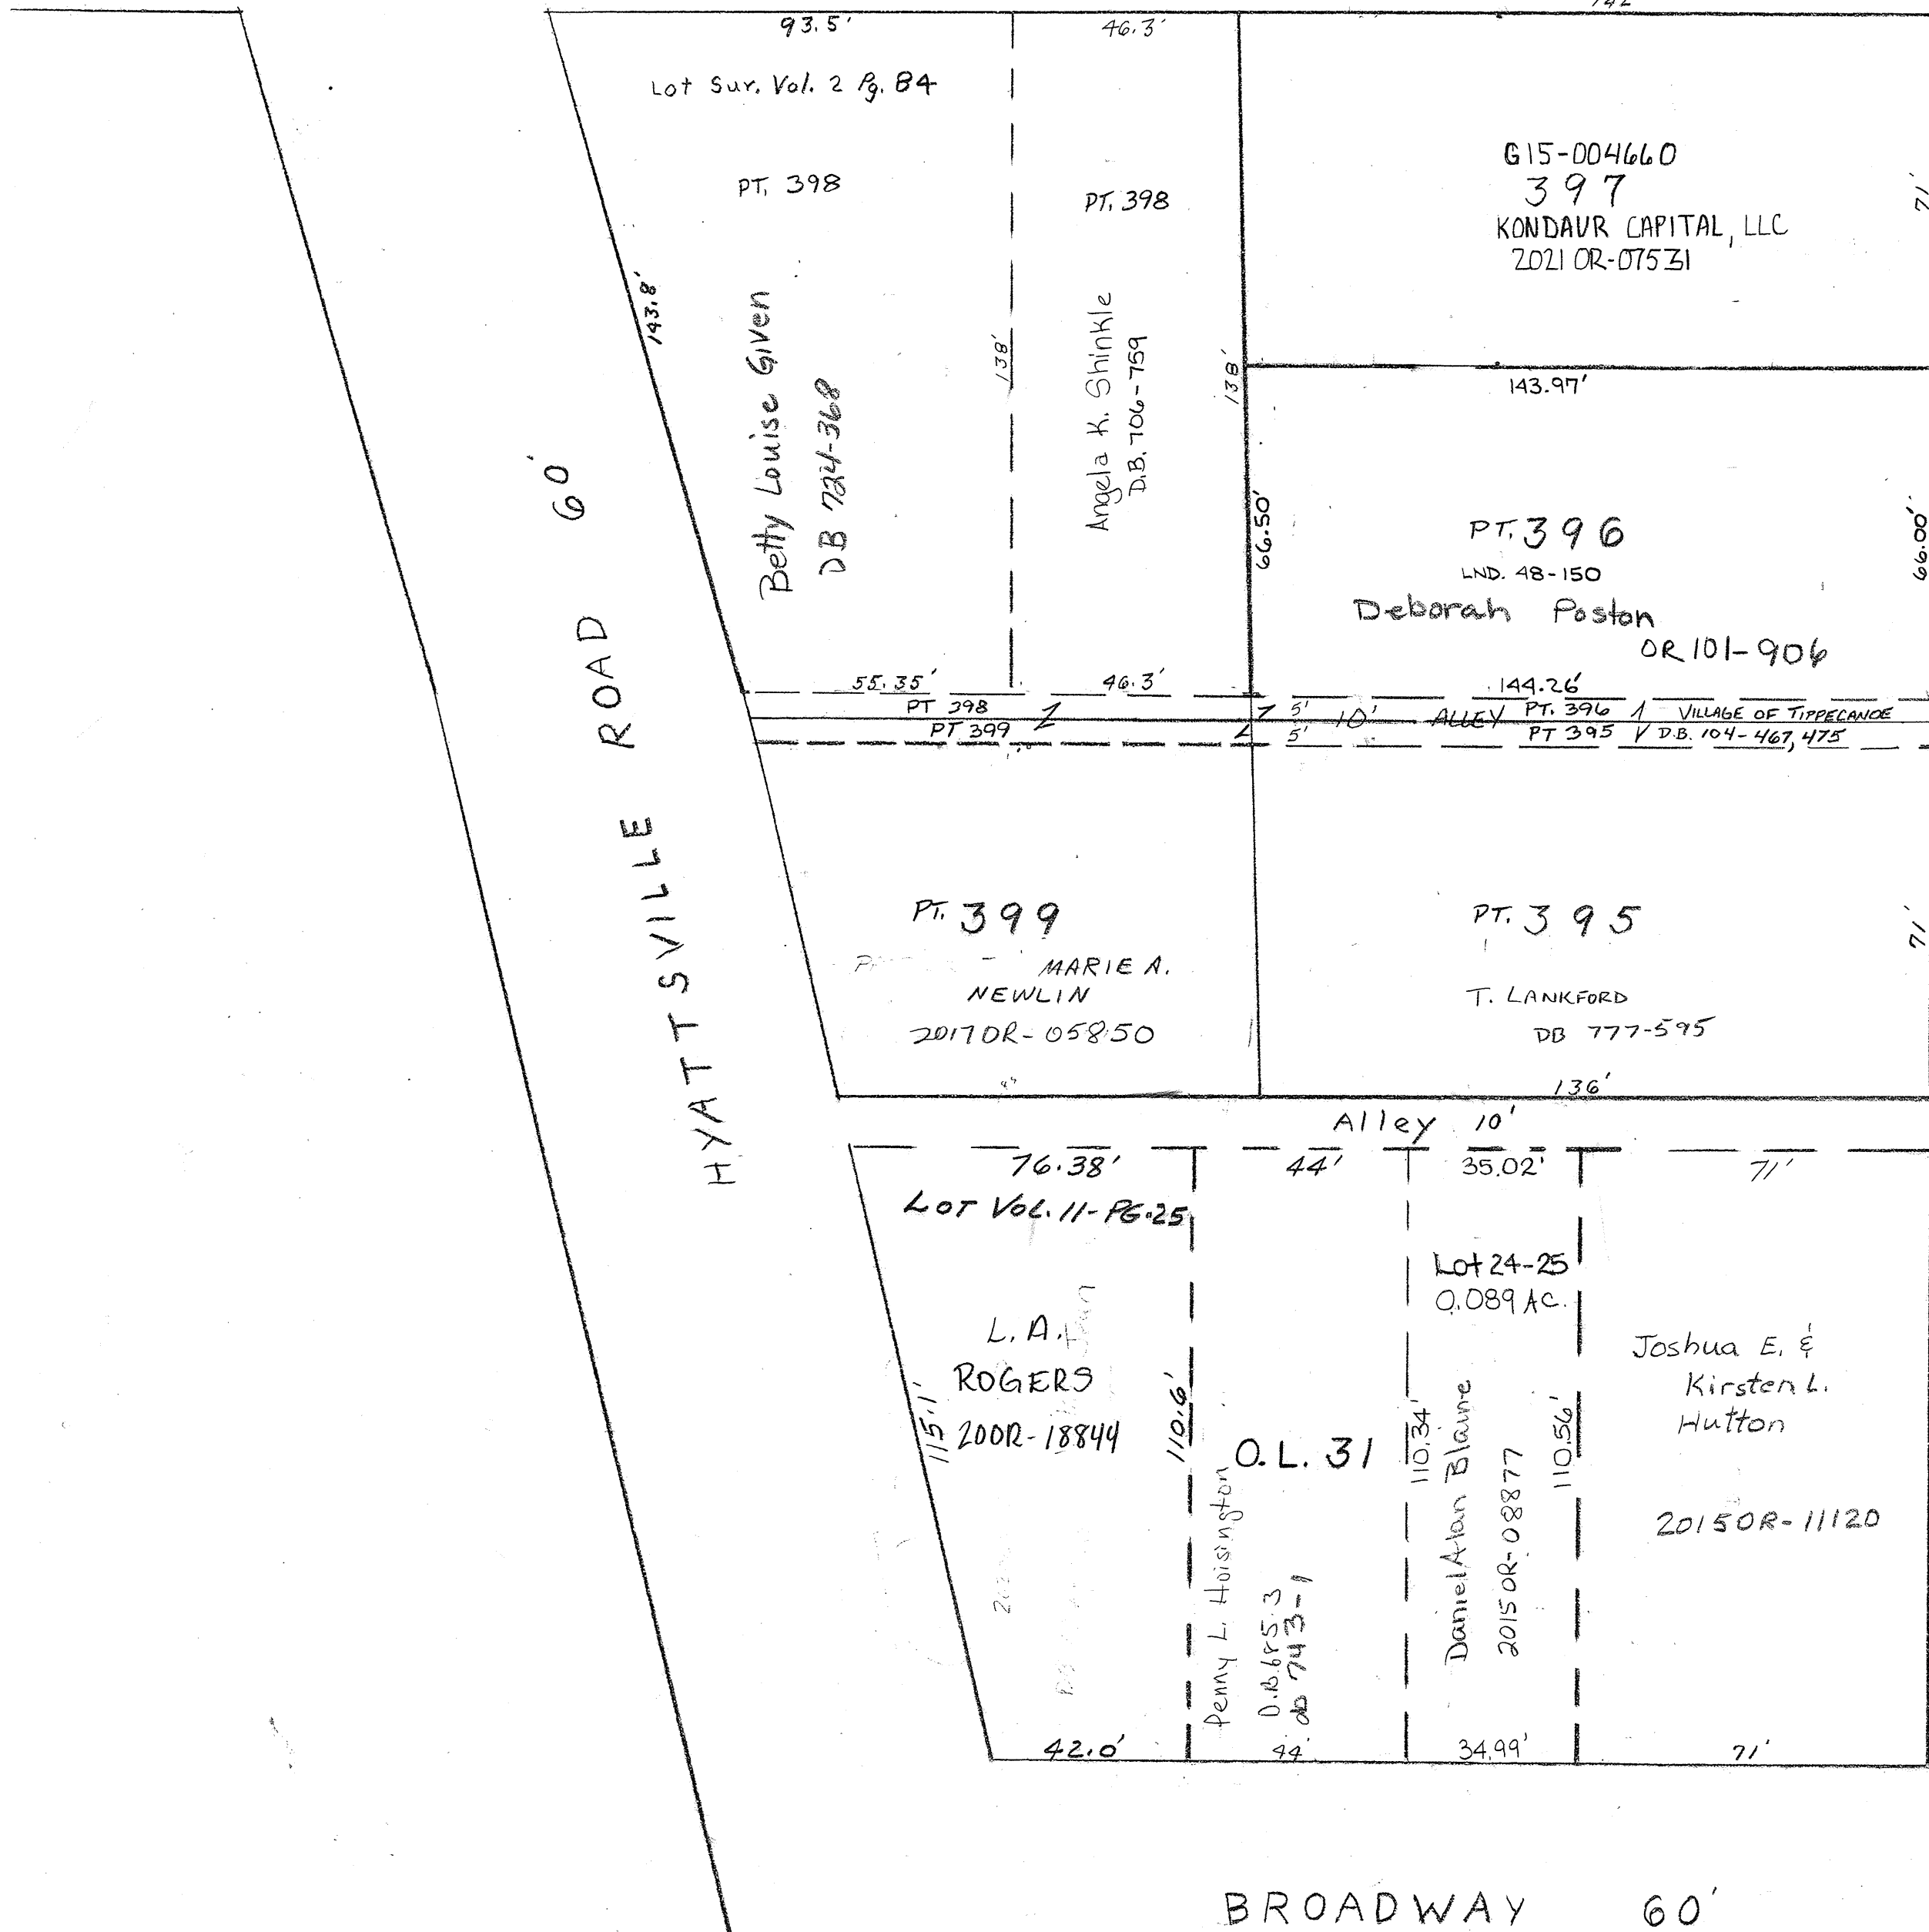 142
93.5'
46.3'
Lot Sur. Vol. 2 Pg. 84
PT. 398
PT. 398
G15-004660
397
KONDAUR CAPITAL, LLC
2021 OR-07531
71'
143.8'
Betty Louise Given
DB 724-368
138'
Angela K. Shinkle
D.B. 706-759
138'
143.97'
66.50'
PT. 396
LND. 48-150
Deborah Poston
OR 101-906
66.00'
HYATTSVILLE ROAD 60'
55.35'
46.3'
144.26'
PT 398
5'
10' ALLEY
PT. 396
VILLAGE OF TIPPECANOE
PT 399
5'
PT 395
D.B. 104-467, 475
PT. 399
MARIE A.
NEWLIN
2017OR-05850
PT. 395
T. LANKFORD
DB 777-595
71'
136'
Alley 10'
76.38'
44'
35.02'
71'
LOT VOL. 11-PG.25
L. A.
ROGERS
20OR-18844
115.1'
110.6'
Penny L. Hoisington
db 743-1
O.L. 31
110.34'
Lot 24-25
0.089 AC.
Daniel Alan Blaine
2015OR-08877
110.56'
Joshua E. &
Kirsten L.
Hutton
2015OR-11120
42.0'
44'
34.99'
71'
BROADWAY 60'